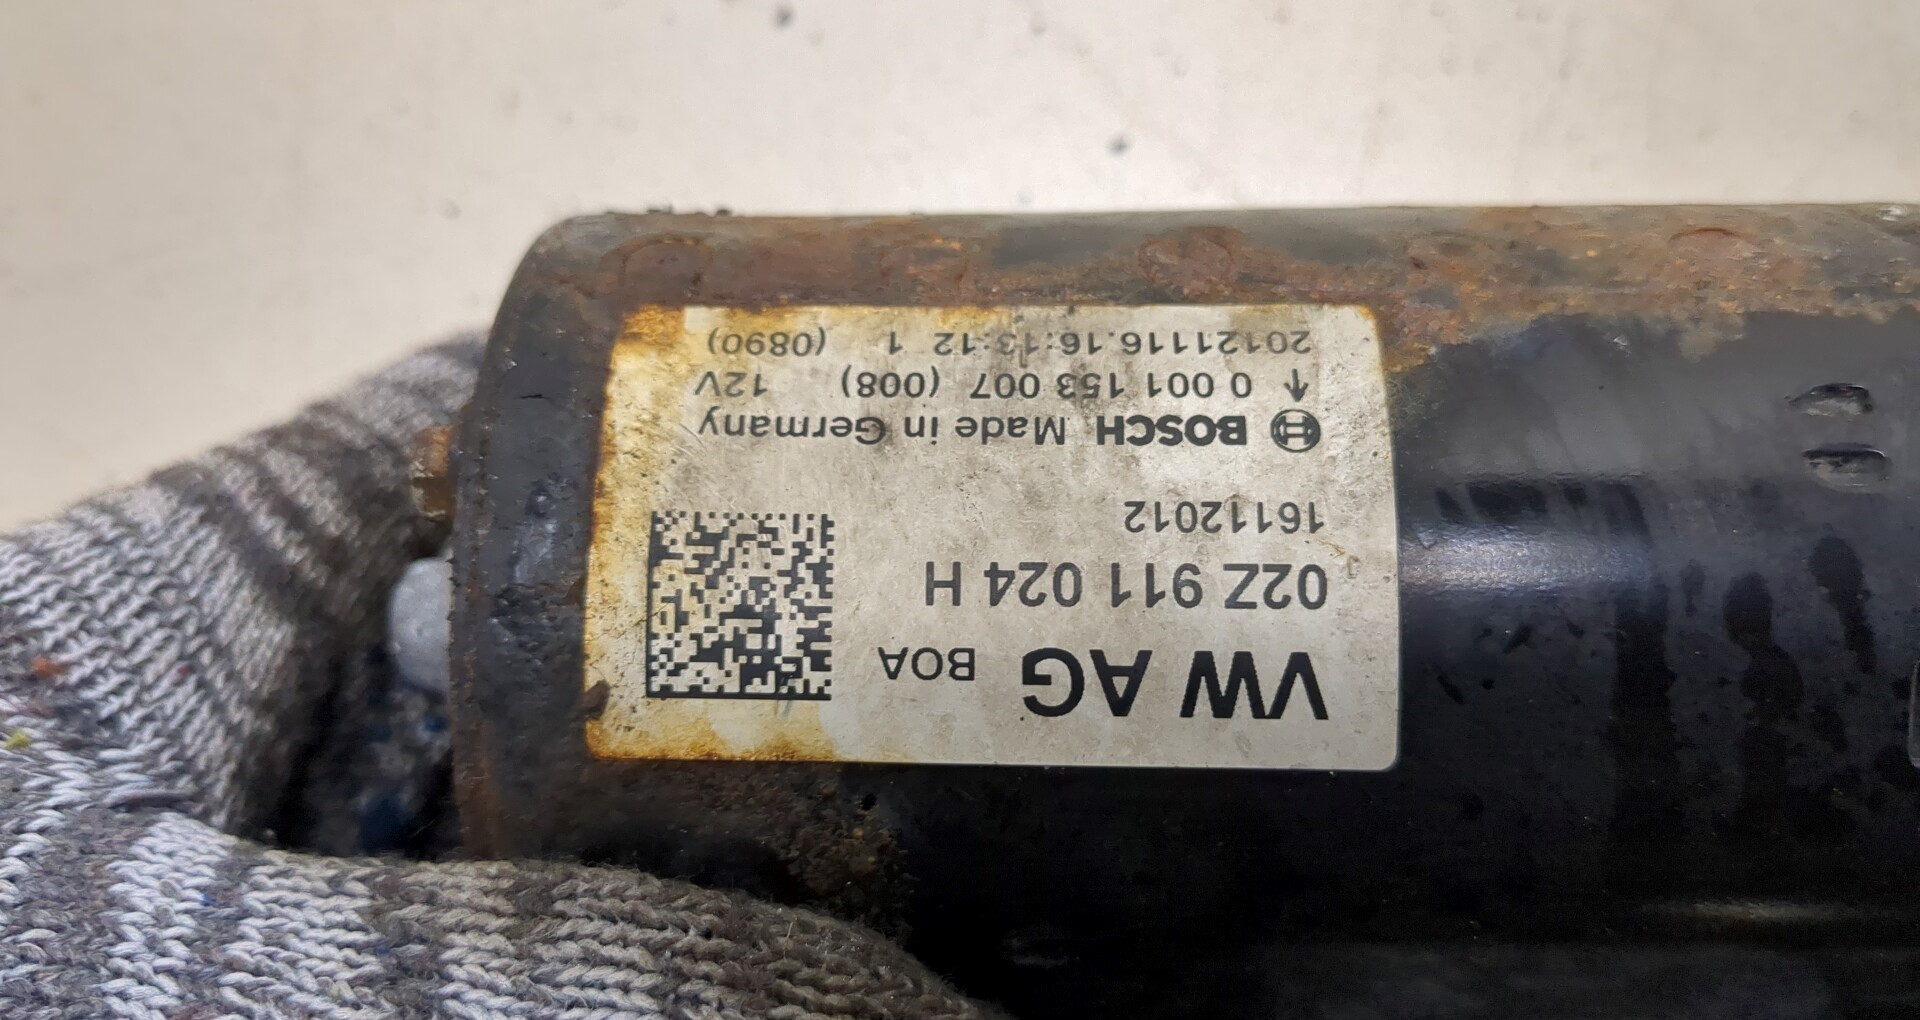 VW AG BOA
02Z 911 024 H
16112012
BOSCH Made in Germany
↑ 0 001 153 007 (008) 12V
20121116.16:13:12 1 (0890)